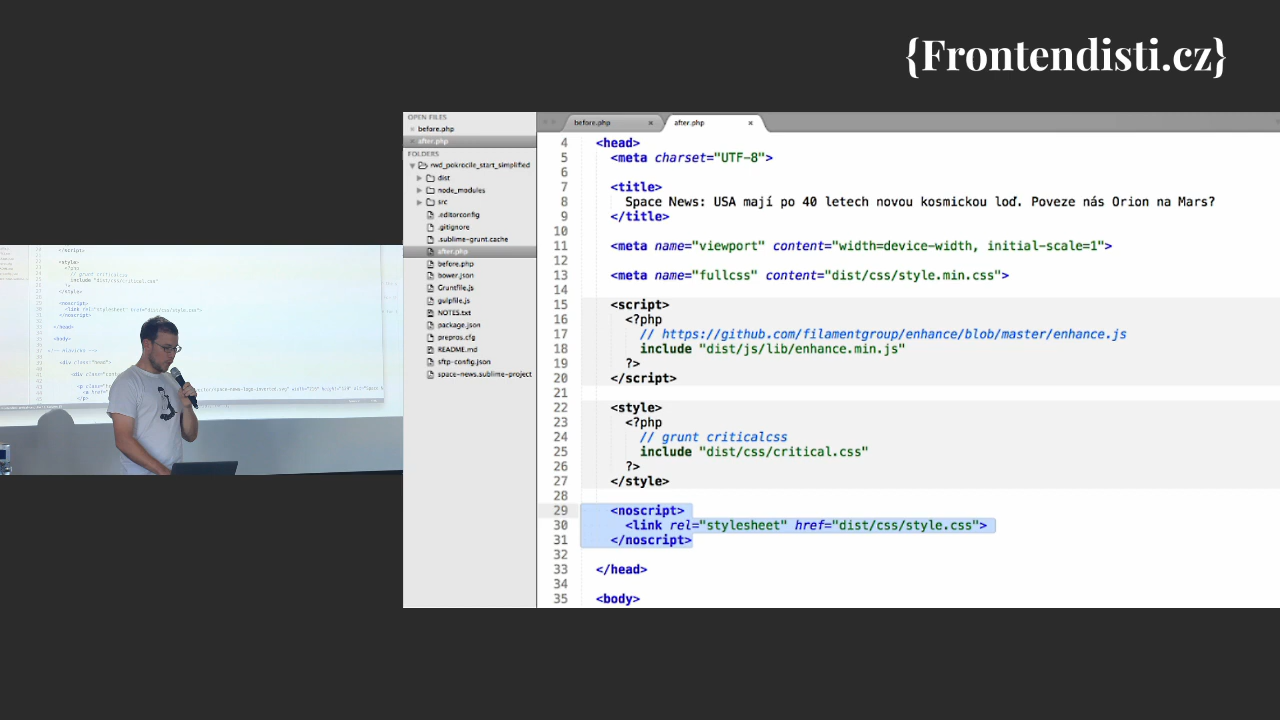 {Frontendisti.cz}
OPEN FILES
before.php
after.php
FOLDERS
rwd_pokrocile_start_simplified
dist
node_modules
src
.editorconfig
.gitignore
.sublime-grunt.cache
after.php
before.php
bower.json
Gruntfile.js
gulpfile.js
NOTES.txt
package.json
prepros.cfg
README.md
sftp-config.json
space-news.sublime-project
before.php
after.php
4 <head>
5 <meta charset="UTF-8">
6
7 <title>
8 Space News: USA mají po 40 letech novou kosmickou loď. Poveze nás Orion na Mars?
9 </title>
10
11 <meta name="viewport" content="width=device-width, initial-scale=1">
12
13 <meta name="fullcss" content="dist/css/style.min.css">
14
15 <script>
16 <?php
17 // https://github.com/filamentgroup/enhance/blob/master/enhance.js
18 include "dist/js/lib/enhance.min.js"
19 ?>
20 </script>
21
22 <style>
23 <?php
24 // grunt criticalcss
25 include "dist/css/critical.css"
26 ?>
27 </style>
28
29 <noscript>
30 <link rel="stylesheet" href="dist/css/style.css">
31 </noscript>
32
33 </head>
34
35 <body>